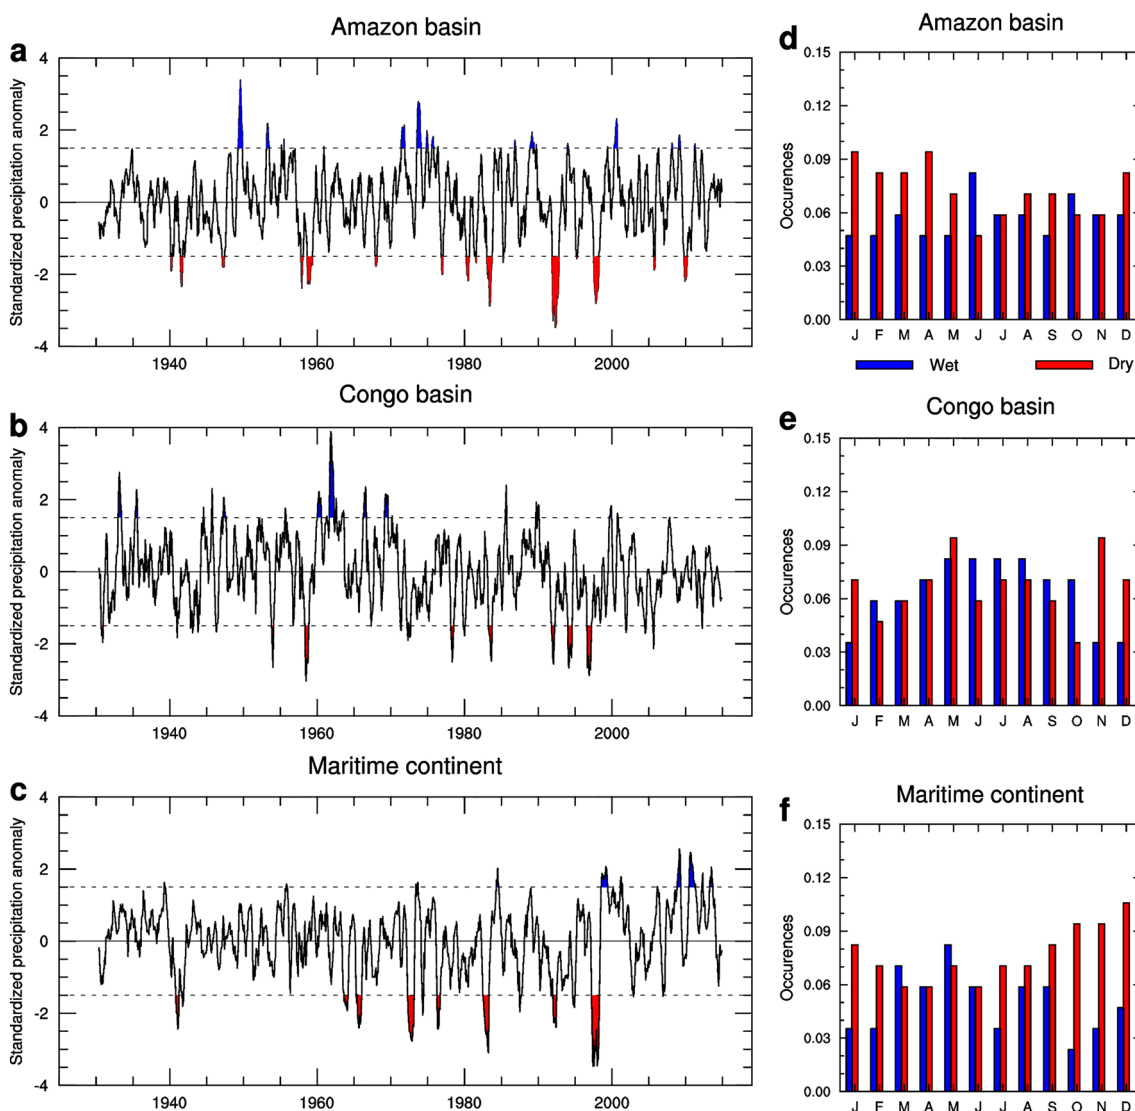 Amazon basin
a
Standardized precipitation anomaly
4
2
0
-2
-4
1940 1960 1980 2000
Congo basin
b
Standardized precipitation anomaly
4
2
0
-2
-4
1940 1960 1980 2000
Maritime continent
c
Standardized precipitation anomaly
4
2
0
-2
-4
1940 1960 1980 2000
Amazon basin
d
Occurences
0.15
0.12
0.09
0.06
0.03
0.00
J F M A M J J A S O N D
Wet Dry
Congo basin
e
Occurences
0.15
0.12
0.09
0.06
0.03
0.00
J F M A M J J A S O N D
Maritime continent
f
Occurences
0.15
0.12
0.09
0.06
0.03
0.00
J F M A M J J A S O N D